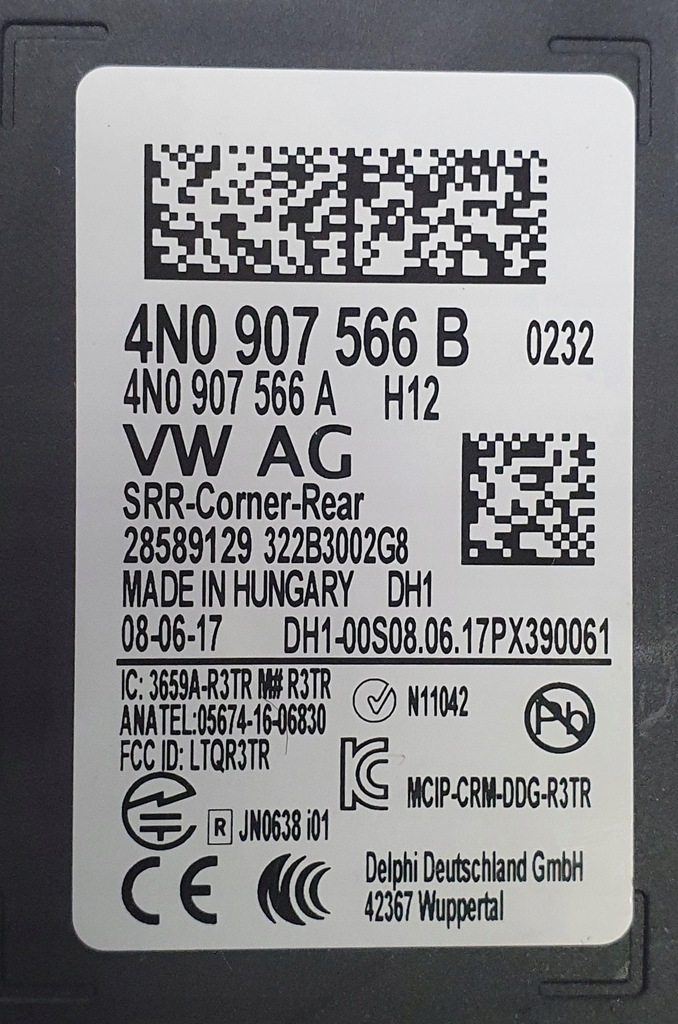 4N0 907 566 B 0232
4N0 907 566 A H12
VW AG
SRR-Corner-Rear
28589129 322B3002G8
MADE IN HUNGARY DH1
08-06-17 DH1-00S08.06.17PX390061
IC: 3659A-R3TR M# R3TR
N11042
Pb
ANATEL:05674-16-06830
FCC ID: LTQR3TR
MCIP-CRM-DDG-R3TR
R JN0638 i01
CE
Delphi Deutschland GmbH
42367 Wuppertal